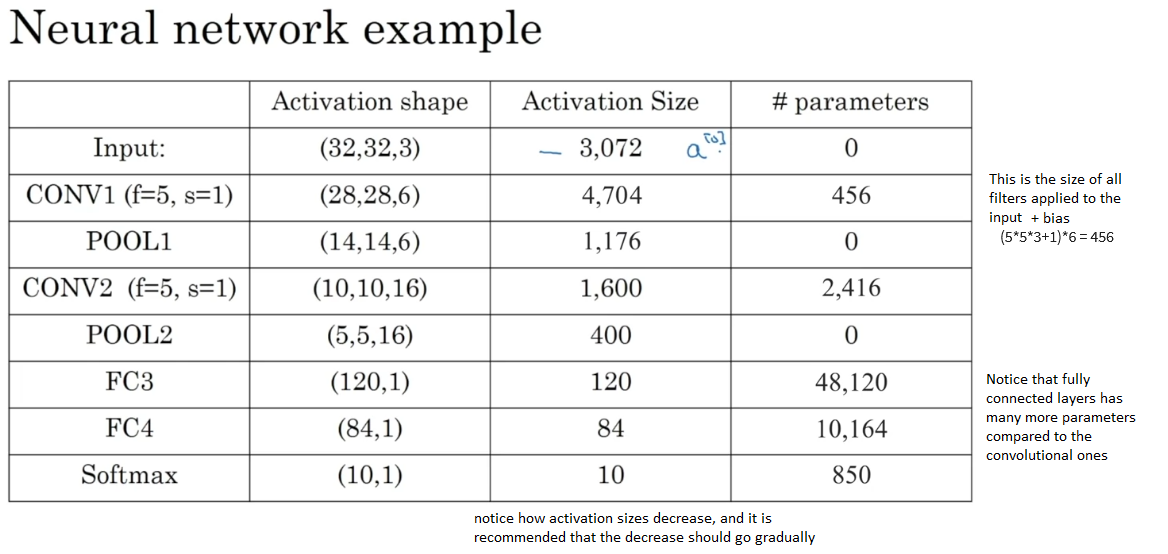 Neural network example
Activation shape Activation Size # parameters
Input: (32,32,3) — 3,072 a[0] 0
CONV1 (f=5, s=1) (28,28,6) 4,704 456
POOL1 (14,14,6) 1,176 0
CONV2 (f=5, s=1) (10,10,16) 1,600 2,416
POOL2 (5,5,16) 400 0
FC3 (120,1) 120 48,120
FC4 (84,1) 84 10,164
Softmax (10,1) 10 850
This is the size of all
filters applied to the
input + bias
(5*5*3+1)*6 = 456
Notice that fully
connected layers has
many more parameters
compared to the
convolutional ones
notice how activation sizes decrease, and it is
recommended that the decrease should go gradually